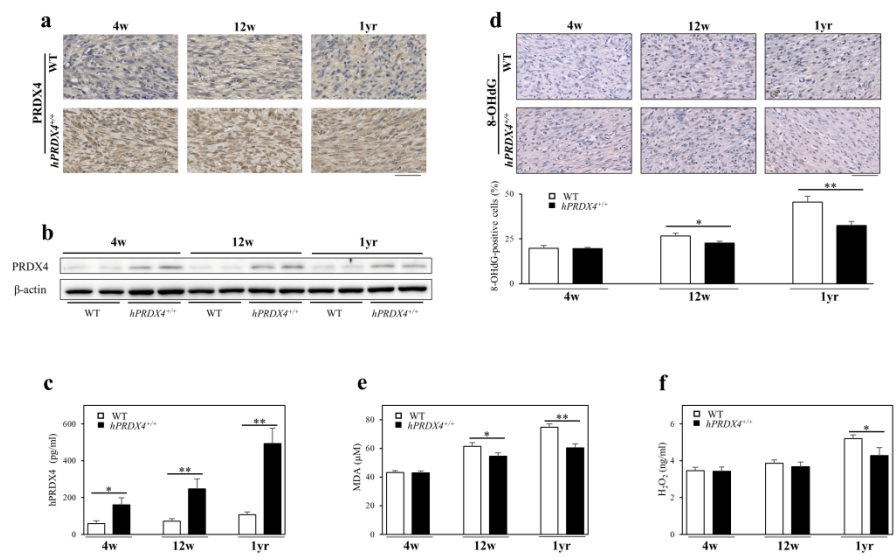 a
4w
12w
1yr
PRDX4
WT
hPRDX4+/+
b
4w
12w
1yr
PRDX4
β-actin
WT
hPRDX4+/+
WT
hPRDX4+/+
WT
hPRDX4+/+
d
4w
12w
1yr
8-OHdG
WT
hPRDX4+/+
8-OHdG-positive cells (%)
50
25
0
WT
hPRDX4+/+
*
**
4w
12w
1yr
c
hPRDX4
(pg/ml)
600
400
200
0
WT
hPRDX4+/+
*
**
**
4w
12w
1yr
e
MDA (μM)
80
60
40
20
0
WT
hPRDX4+/+
*
**
4w
12w
1yr
f
H₂O₂ (ng/ml)
6
4
2
0
WT
hPRDX4+/+
*
4w
12w
1yr